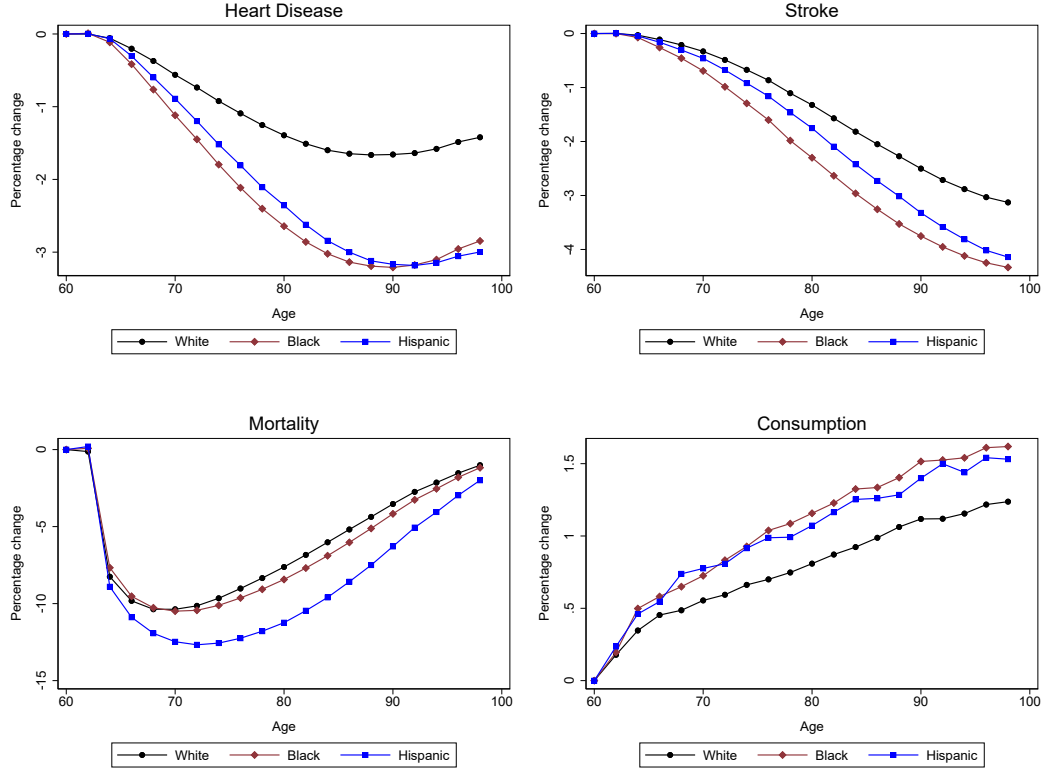 Heart Disease
Percentage change
0
-1
-2
-3
60 70 80 90 100
Age
White Black Hispanic
Stroke
Percentage change
0
-1
-2
-3
-4
60 70 80 90 100
Age
White Black Hispanic
Mortality
Percentage change
0
-5
-10
-15
60 70 80 90 100
Age
White Black Hispanic
Consumption
Percentage change
1.5
1
.5
0
60 70 80 90 100
Age
White Black Hispanic